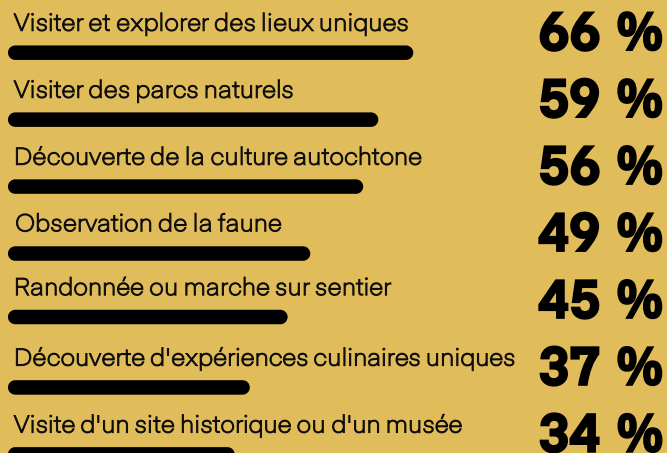 Visiter et explorer des lieux uniques 66 %
Visiter des parcs naturels 59 %
Découverte de la culture autochtone 56 %
Observation de la faune 49 %
Randonnée ou marche sur sentier 45 %
Découverte d'expériences culinaires uniques 37 %
Visite d'un site historique ou d'un musée 34 %